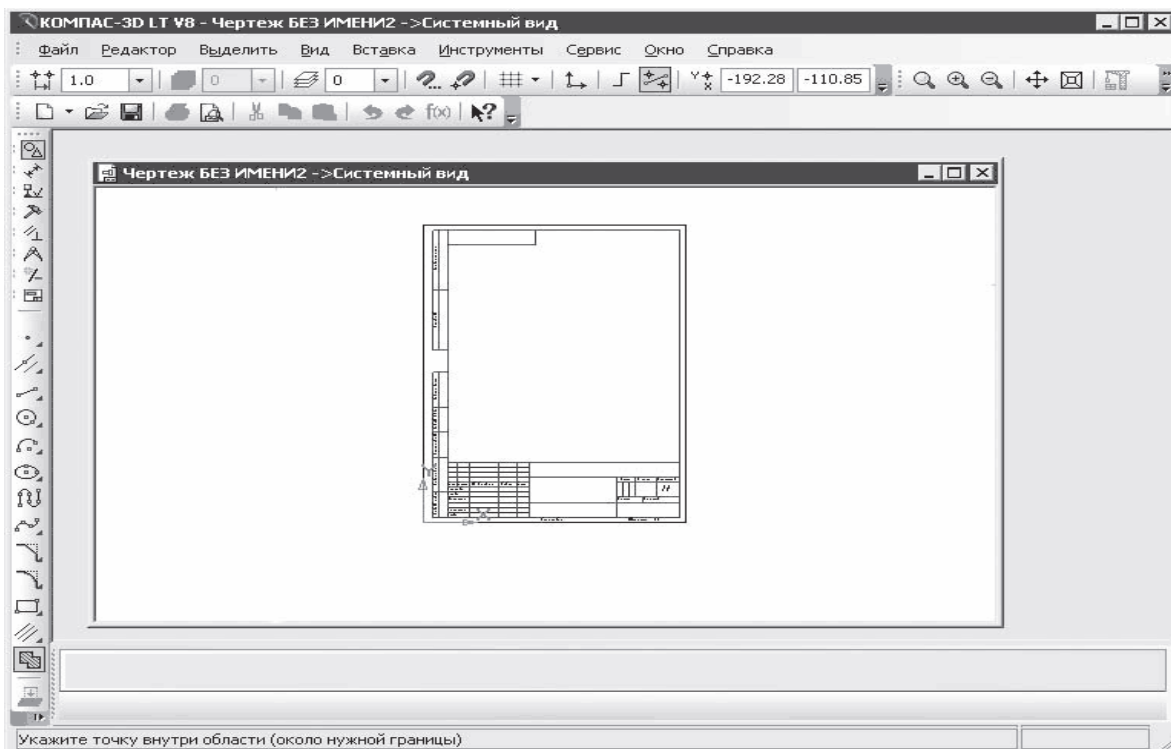 КОМПАС-3D LT V8 - Чертеж БЕЗ ИМЕНИ2 ->Системный вид
Файл Редактор Выделить Вид Вставка Инструменты Сервис Окно Справка
1.0 0 0 Y X -192.28 -110.85
f(x) ?
Чертеж БЕЗ ИМЕНИ2 ->Системный вид
Укажите точку внутри области (около нужной границы)